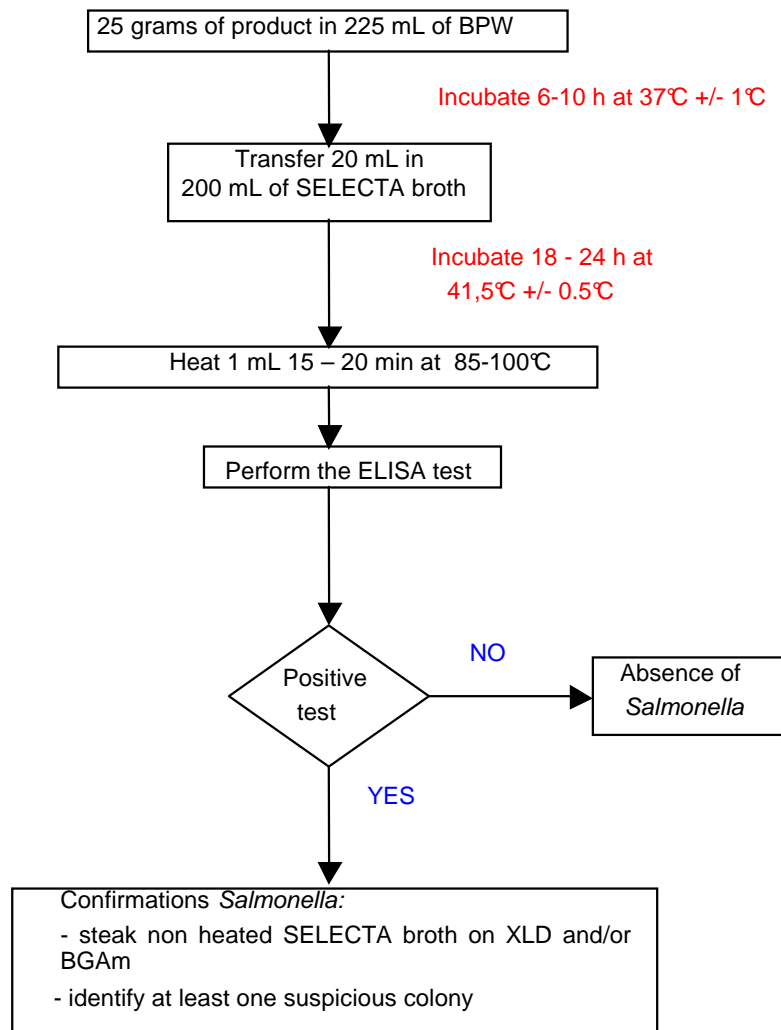 25 grams of product in 225 mL of BPW
Incubate 6-10 h at 37°C +/- 1°C
Transfer 20 mL in
200 mL of SELECTA broth
Incubate 18 - 24 h at
41,5°C +/- 0.5°C
Heat 1 mL 15 – 20 min at 85-100°C
Perform the ELISA test
Positive
test
NO
Absence of
Salmonella
YES
Confirmations Salmonella:
- steak non heated SELECTA broth on XLD and/or
BGAm
- identify at least one suspicious colony